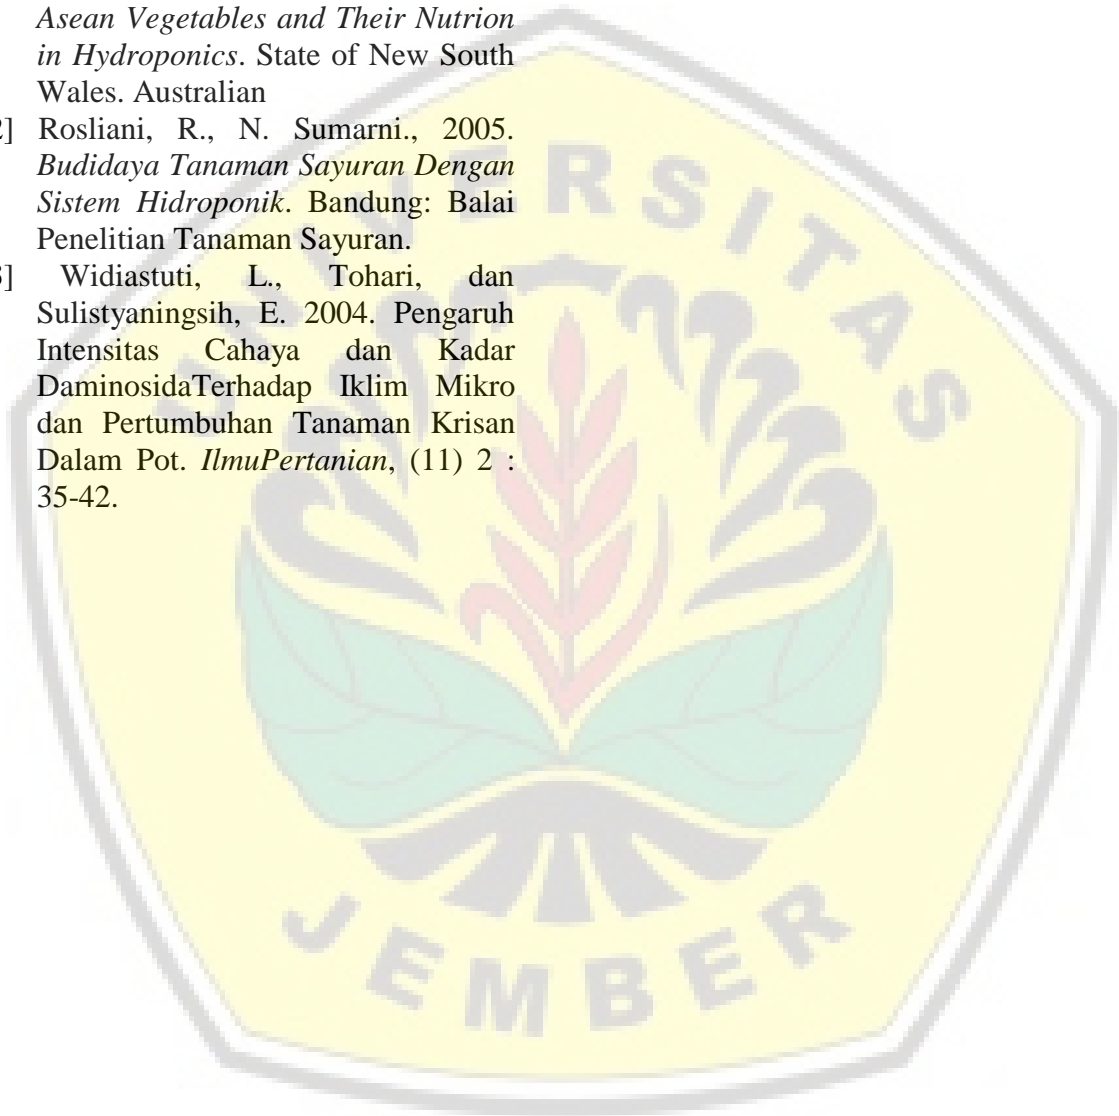 Asean Vegetables and Their Nutrion
in Hydroponics. State of New South
Wales. Australian
2] Rosliani, R., N. Sumarni., 2005.
Budidaya Tanaman Sayuran Dengan
Sistem Hidroponik. Bandung: Balai
Penelitian Tanaman Sayuran.
3] Widiastuti, L., Tohari, dan
Sulistyaningsih, E. 2004. Pengaruh
Intensitas Cahaya dan Kadar
DaminosidaTerhadap Iklim Mikro
dan Pertumbuhan Tanaman Krisan
Dalam Pot. IlmuPertanian, (11) 2 :
35-42.
UNIVERSITAS
JEMBER